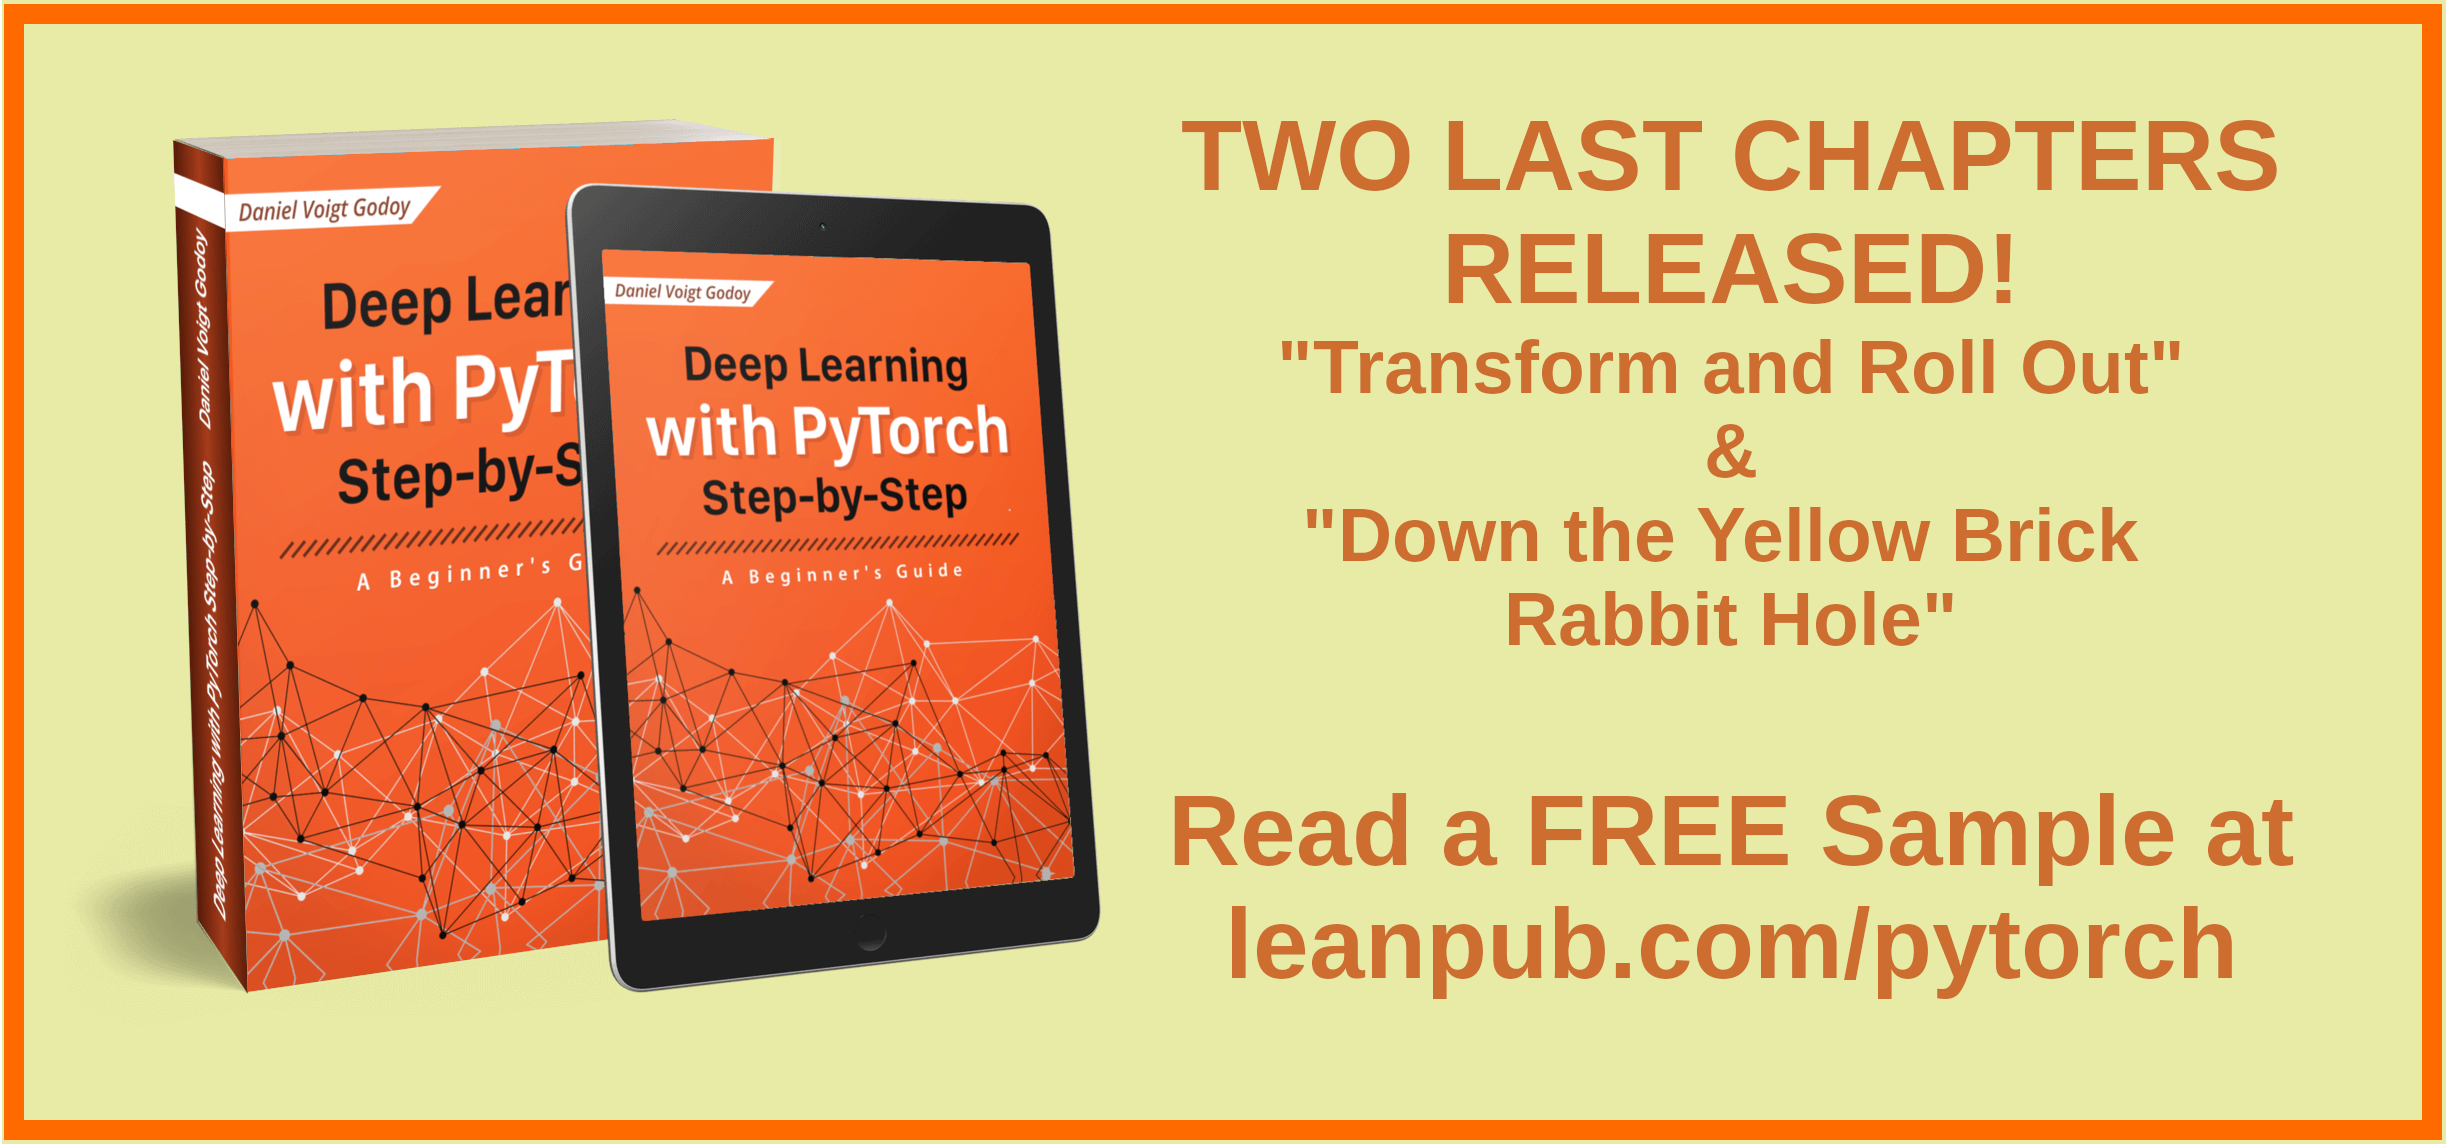 Daniel Voigt Godoy
Deep Lear
with PyT
Step-by-S
A Beginner's G
Deep Learning with PyTorch Step-by-Step Daniel Voigt Godoy
Daniel Voigt Godoy
Deep Learning
with PyTorch
Step-by-Step
A Beginner's Guide
TWO LAST CHAPTERS
RELEASED!
"Transform and Roll Out"
&
"Down the Yellow Brick
Rabbit Hole"
Read a FREE Sample at
leanpub.com/pytorch